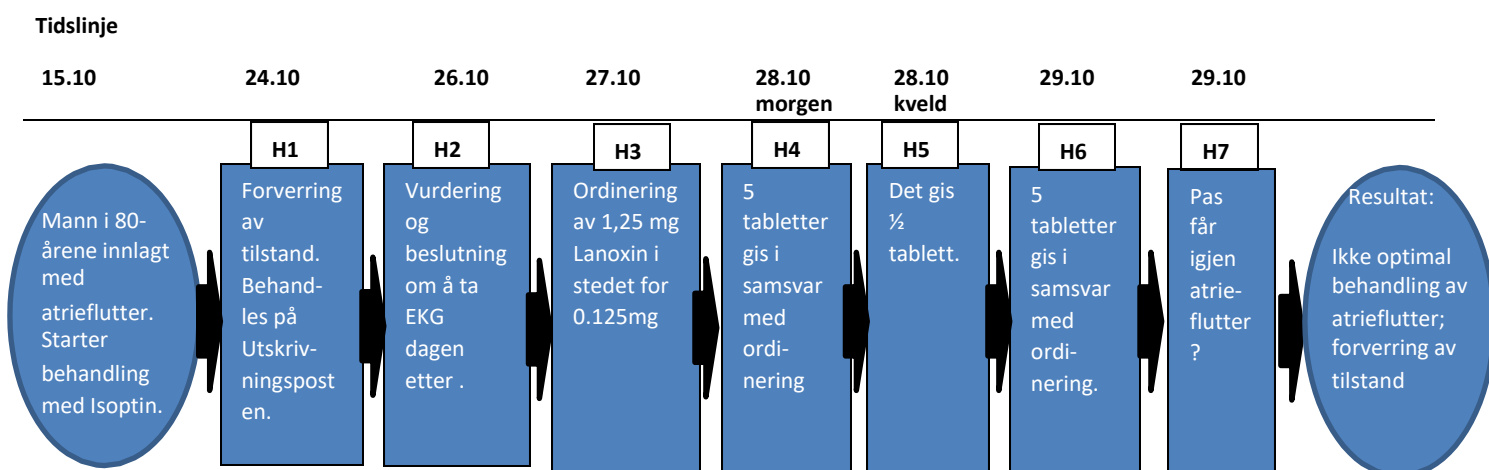 Tidslinje
15.10
24.10
26.10
27.10
28.10
morgen
28.10
kveld
29.10
29.10
Mann i 80-
årene innlagt
med
atrieflutter.
Starter
behandling
med Isoptin.
H1
Forverring
av
tilstand.
Behand-
les på
Utskriv-
ningspost
en.
H2
Vurdering
og
beslutning
om å ta
EKG
dagen
etter .
H3
Ordinering
av 1,25 mg
Lanoxin i
stedet for
0.125mg
H4
5
tabletter
gis i
samsvar
med
ordi-
nering
H5
Det gis
½
tablett.
H6
5
tabletter
gis i
samsvar
med
ordi-
nering.
H7
Pas
får
igjen
atrie-
flutter
?
Resultat:
Ikke optimal
behandling av
atrieflutter;
forverring av
tilstand